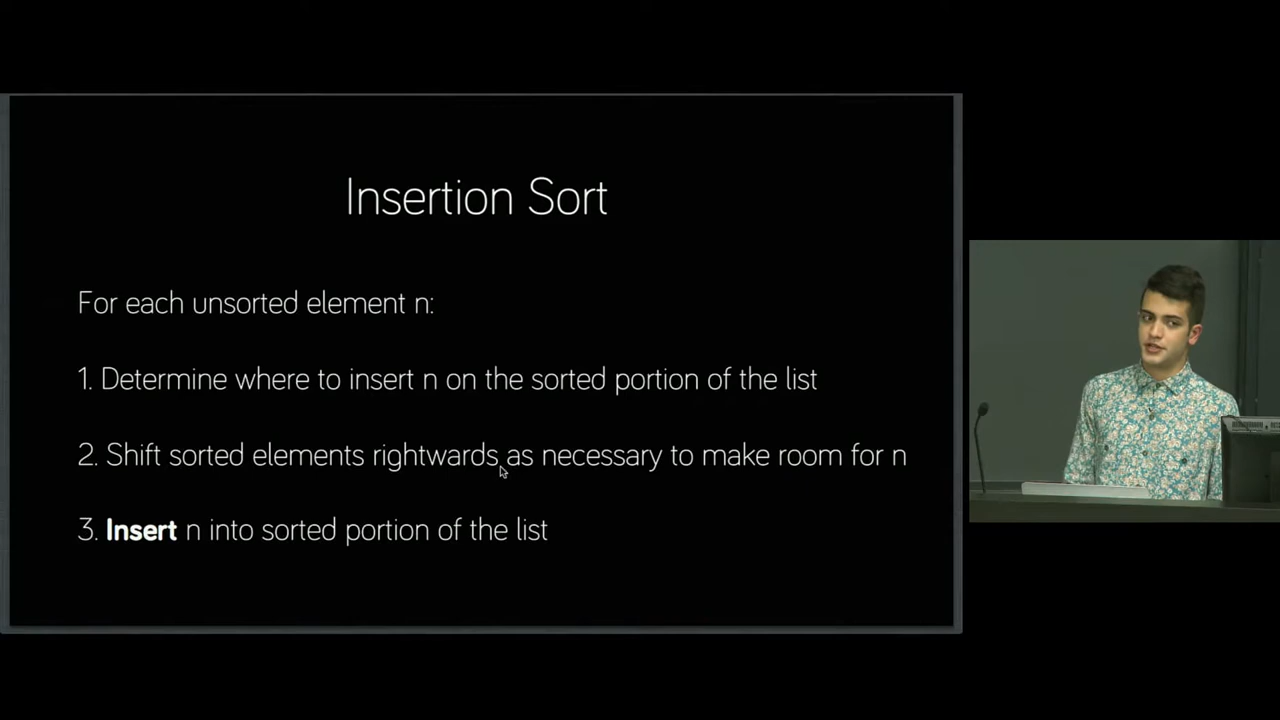 Insertion Sort
For each unsorted element n:
1. Determine where to insert n on the sorted portion of the list
2. Shift sorted elements rightwards as necessary to make room for n
3. Insert n into sorted portion of the list